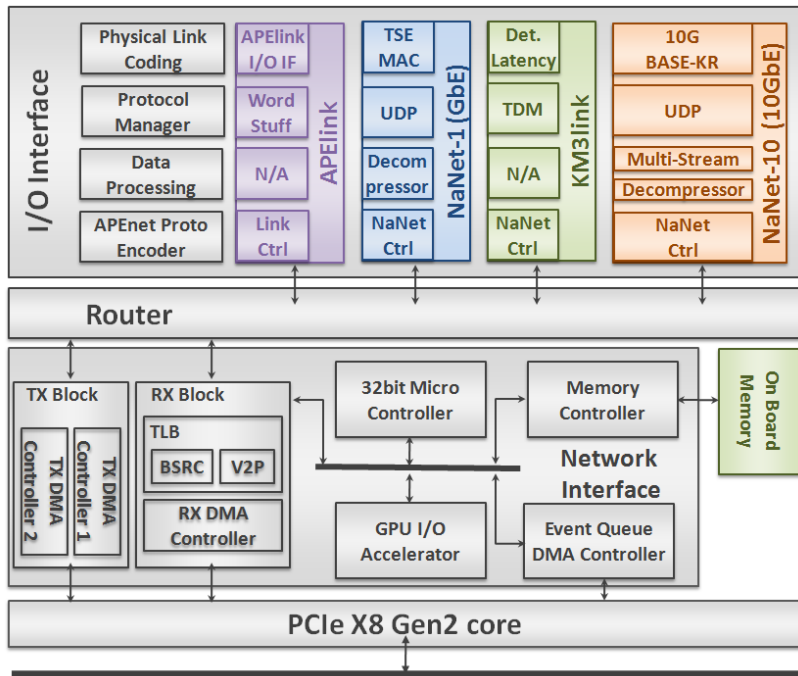 I/O Interface
Physical Link
Coding
Protocol
Manager
Data
Processing
APEnet Proto
Encoder
APElink
I/O IF
Word
Stuff
N/A
Link
Ctrl
APElink
TSE
MAC
UDP
Decom
pressor
NaNet
Ctrl
NaNet-1 (GbE)
Det.
Latency
TDM
N/A
NaNet
Ctrl
KM3link
10G
BASE-KR
UDP
Multi-Stream
Decompressor
NaNet
Ctrl
NaNet-10 (10GbE)
Router
TX Block
TX DMA
Controller 2
TX DMA
Controller 1
RX Block
TLB
BSRC
V2P
RX DMA
Controller
32bit Micro
Controller
Memory
Controller
Network
Interface
GPU I/O
Accelerator
Event Queue
DMA Controller
On Board
Memory
PCIe X8 Gen2 core